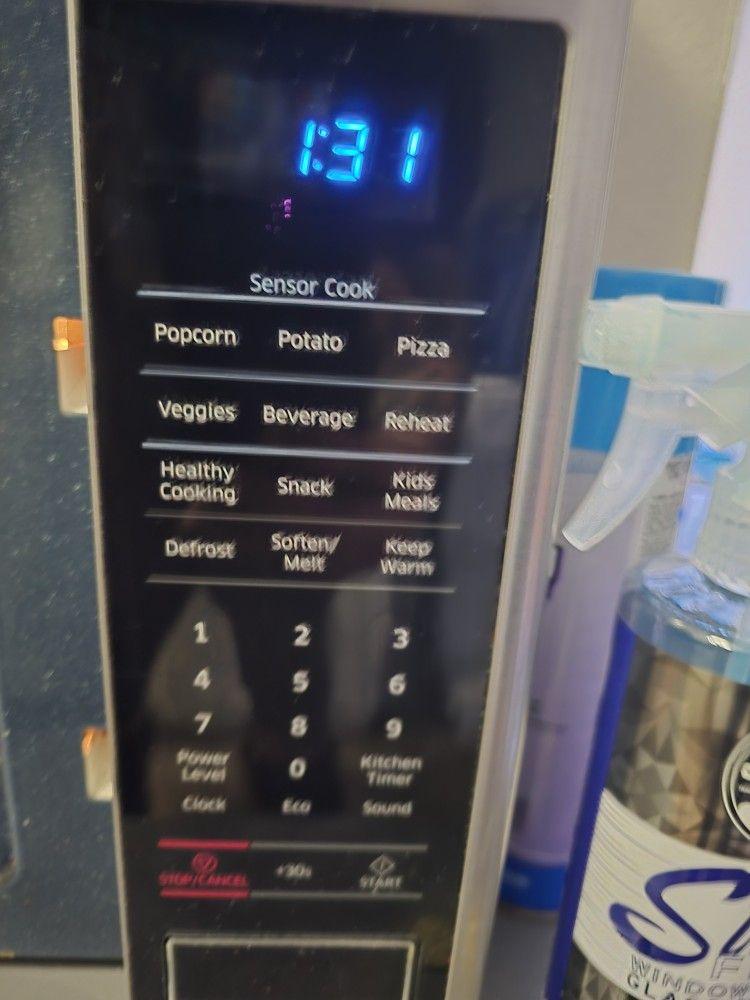 1:31
Sensor Cook
Popcorn Potato Pizza
Veggies Beverage Reheat
Healthy Cooking Snack Kids Meals
Defrost Soften/ Melt Keep Warm
1 2 3
4 5 6
7 8 9
Power Level 0 Kitchen Timer
Clock Eco Sound
STOP/CANCEL +30s START
WINDOW